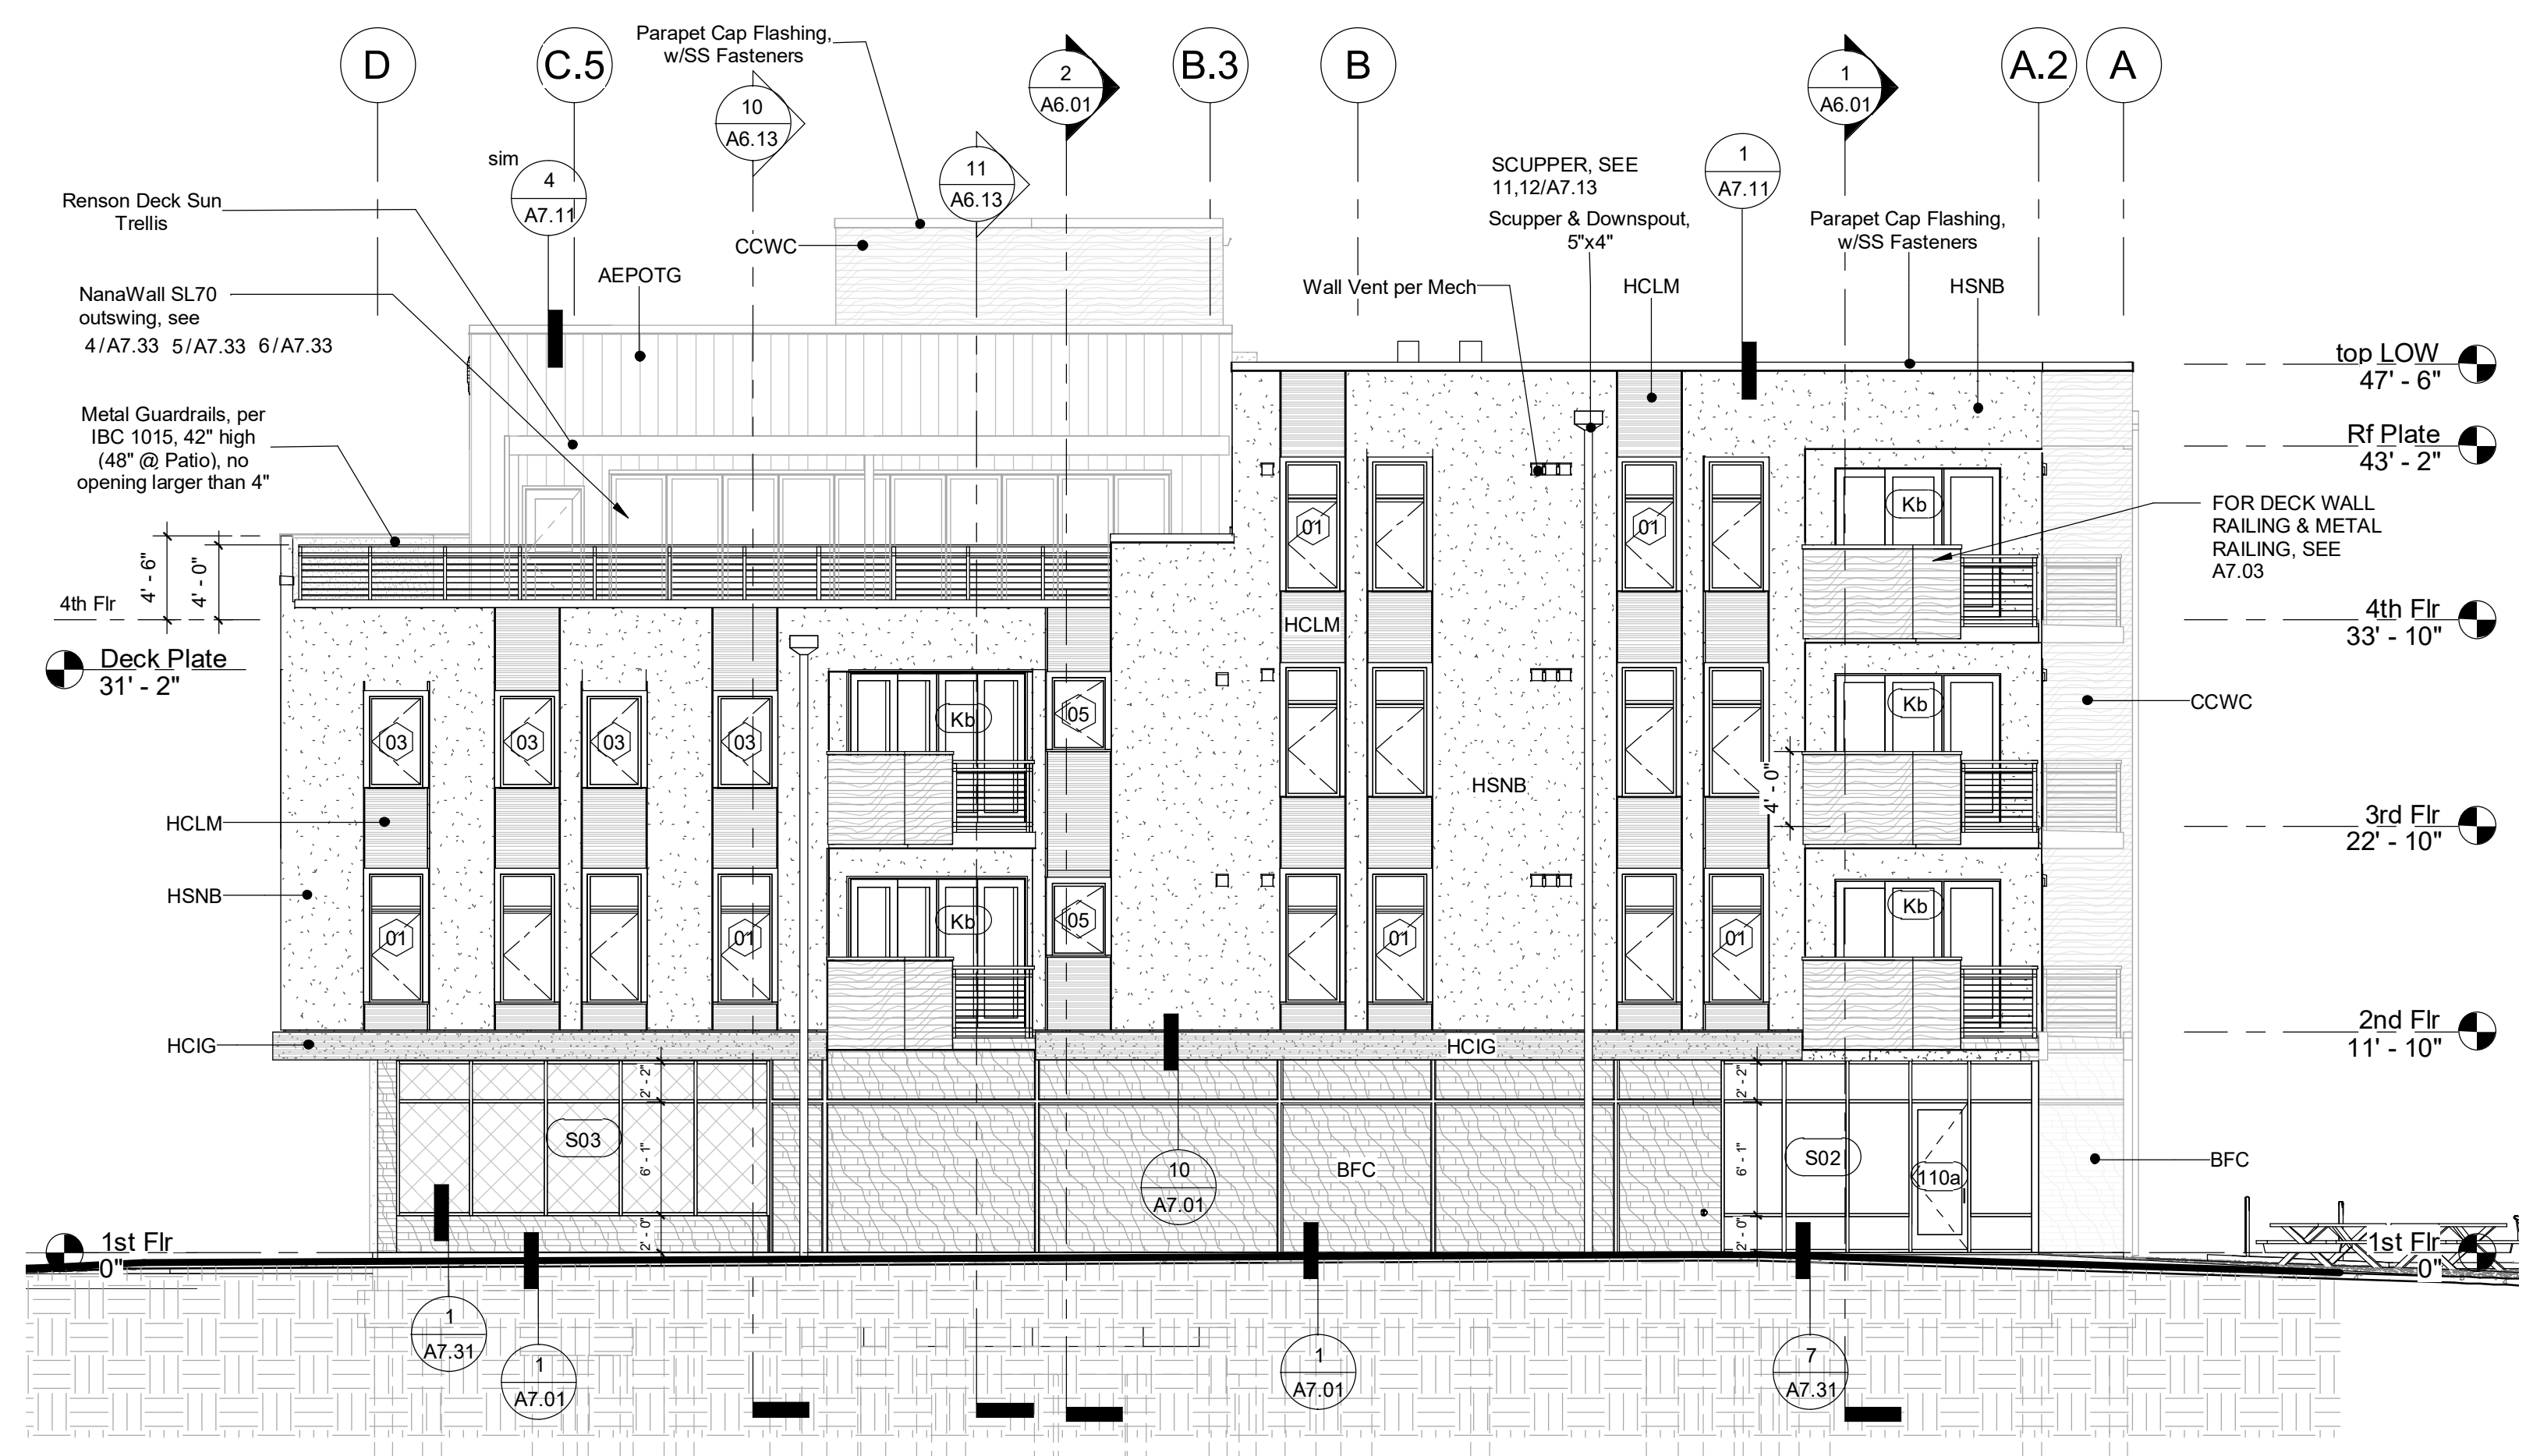 D
C.5
B.3
B
A.2
A
Parapet Cap Flashing,
w/SS Fasteners
10
A6.13
2
A6.01
1
A6.01
sim
4
A7.11
11
A6.13
SCUPPER, SEE
11,12/A7.13
1
A7.11
Renson Deck Sun
Trellis
Scupper & Downspout,
5"x4"
Parapet Cap Flashing,
w/SS Fasteners
CCWC
AEPOTG
Wall Vent per Mech
HCLM
HSNB
NanaWall SL70
outswing, see
4/A7.33 5/A7.33 6/A7.33
top LOW
47' - 6"
Metal Guardrails, per
IBC 1015, 42" high
(48" @ Patio), no
opening larger than 4"
Rf Plate
43' - 2"
FOR DECK WALL
RAILING & METAL
RAILING, SEE
A7.03
01
01
Kb
4' - 6"
4' - 0"
4th Flr
HCLM
4th Flr
33' - 10"
Deck Plate
31' - 2"
03
03
03
03
Kb
05
Kb
CCWC
HSNB
4' - 0"
HCLM
3rd Flr
22' - 10"
HSNB
01
01
Kb
05
01
01
Kb
HCIG
HCIG
2nd Flr
11' - 10"
2' - 2"
2' - 2"
S03
6' - 1"
10
A7.01
BFC
6' - 1"
S02
110a
BFC
2' - 0"
2' - 0"
1st Flr
0"
1st Flr
0"
1
A7.31
1
A7.01
1
A7.01
7
A7.31